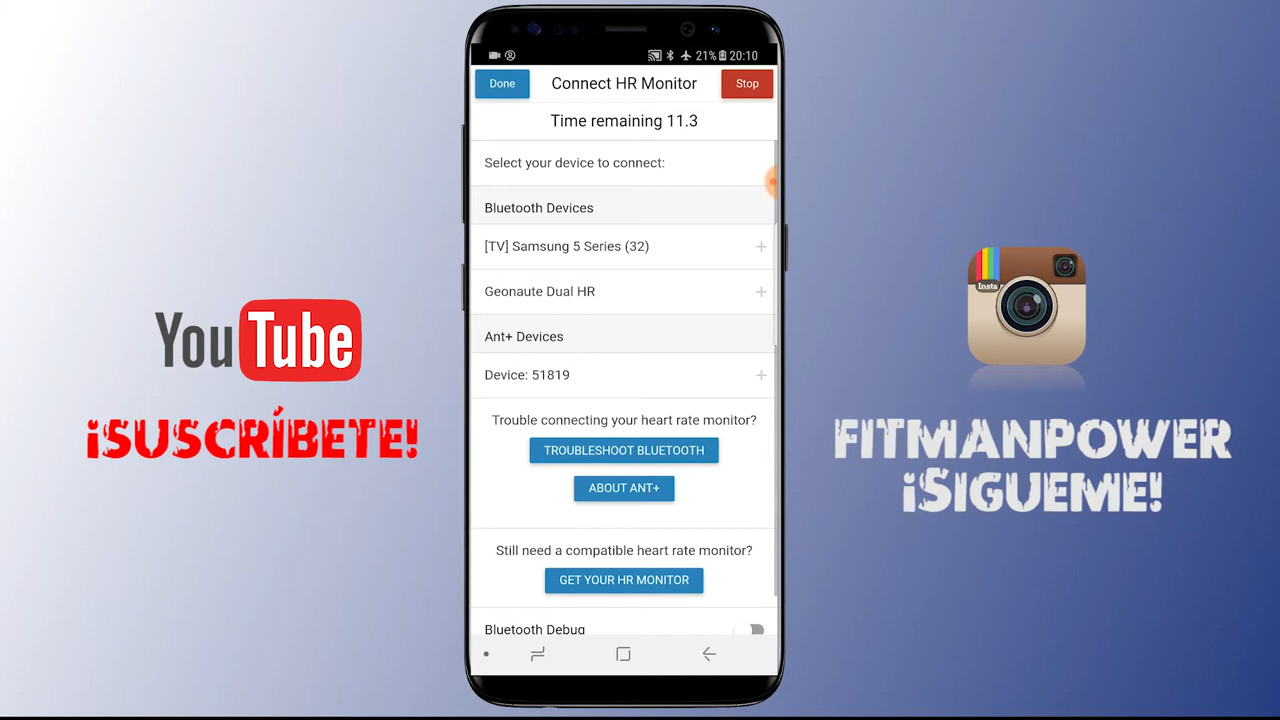 21% 20:10
Done Connect HR Monitor Stop
Time remaining 11.3
Select your device to connect:
Bluetooth Devices
[TV] Samsung 5 Series (32) +
Geonaute Dual HR +
Ant+ Devices
Device: 51819 +
Trouble connecting your heart rate monitor?
TROUBLESHOOT BLUETOOTH
ABOUT ANT+
Still need a compatible heart rate monitor?
GET YOUR HR MONITOR
Bluetooth Debug
YouTube
¡SUSCRÍBETE!
Insta
FITMANPOWER
¡SIGUEME!